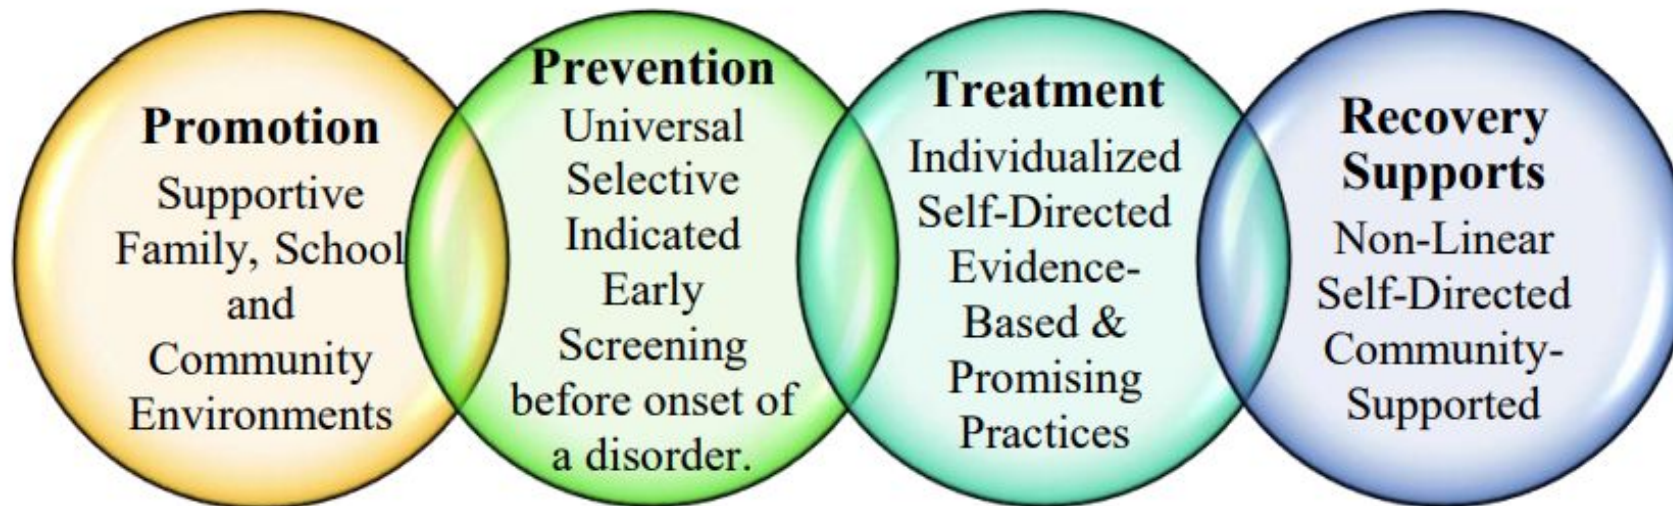 Promotion
Supportive
Family, School
and
Community
Environments
Prevention
Universal
Selective
Indicated
Early
Screening
before onset of
a disorder.
Treatment
Individualized
Self-Directed
Evidence-
Based &
Promising
Practices
Recovery
Supports
Non-Linear
Self-Directed
Community-
Supported